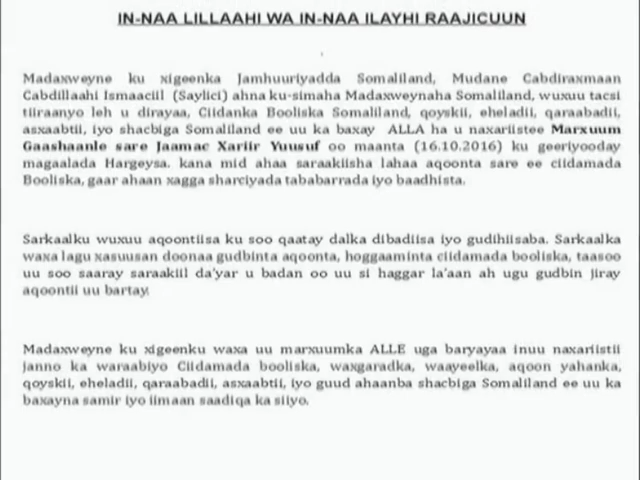 IN-NAA LILLAAHI WA IN-NAA ILAYHI RAAJICUUN
Madaxweyne ku xigeenka Jamhuuriyadda Somaliland, Mudane Cabdiraxmaan
Cabdillaahi Ismaaciil (Saylici) ahna ku-simaha Madaxweynaha Somaliland, wuxuu tacsi
tiiraanyo leh u dirayaa, Ciidanka Booliska Somaliland, qoyskii, eheladii, qaraabadii,
asxaabtii, iyo shacbiga Somaliland ee uu ka baxay ALLA ha u naxariistee Marxuum
Gaashaanle sare Jaamac Xariir Yuusuf oo maanta (16.10.2016) ku geeriyooday
magaalada Hargeysa. kana mid ahaa saraakiisha lahaa aqoonta sare ee ciidamada
Booliska, gaar ahaan xagga sharciyada tababarrada iyo baadhista.
Sarkaalku wuxuu aqoontiisa ku soo qaatay dalka dibadiisa iyo gudihiisaba. Sarkaalka
waxa lagu xasuusan doonaa gudbinta aqoonta, hoggaaminta ciidamada booliska, taasoo
uu soo saaray saraakiil da'yar u badan oo uu si haggar la'aan ah ugu gudbin jiray
aqoontii uu bartay.
Madaxweyne ku xigeenku waxa uu marxuumka ALLE uga baryayaa inuu naxariistii
janno ka waraabiyo Ciidamada booliska, waxgaradka, waayeelka, aqoon yahanka,
qoyskii, eheladii, qaraabadii, asxaabtii, iyo guud ahaanba shacbiga Somaliland ee uu ka
baxayna samir iyo iimaan saadiqa ka siiyo.